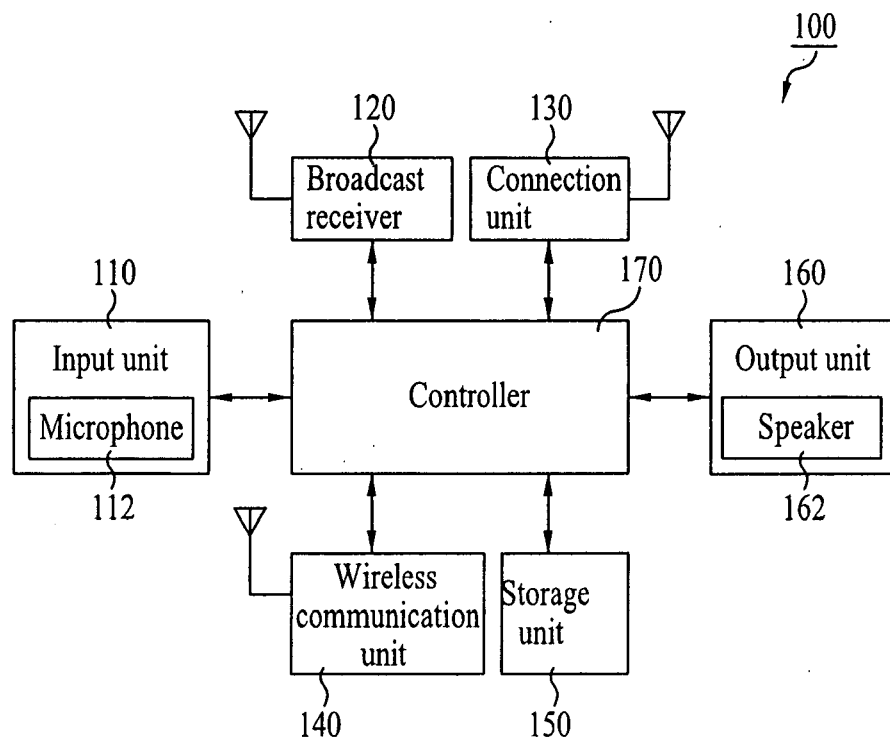 100
120
130
Broadcast
receiver
Connection
unit
110
170
160
Input unit
Microphone
Controller
Output unit
Speaker
112
162
Wireless
communication
unit
Storage
unit
140
150